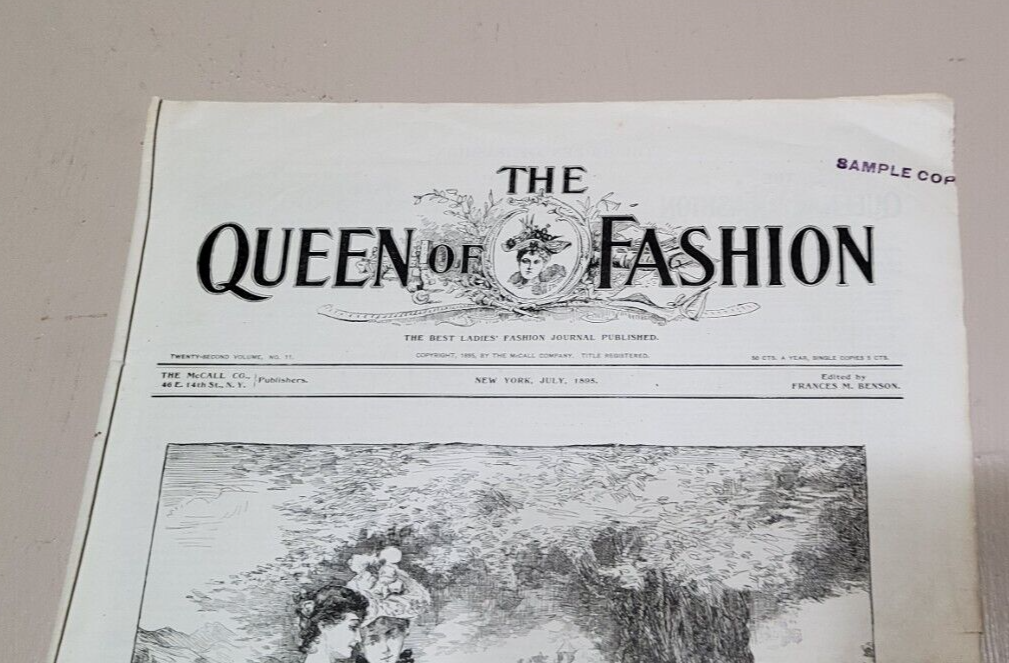 SAMPLE COP
THE
QUEEN OF FASHION
THE BEST LADIES' FASHION JOURNAL PUBLISHED.
TWENTY-SECOND VOLUME, NO. 11. COPYRIGHT, 1895, BY THE McCALL COMPANY. TITLE REGISTERED. 50 CTS. A YEAR, SINGLE COPIES 5 CTS.
THE McCALL CO.,
46 E. 14th St., N. Y. Publishers.
NEW YORK, JULY, 1895.
Edited by
FRANCES M. BENSON.